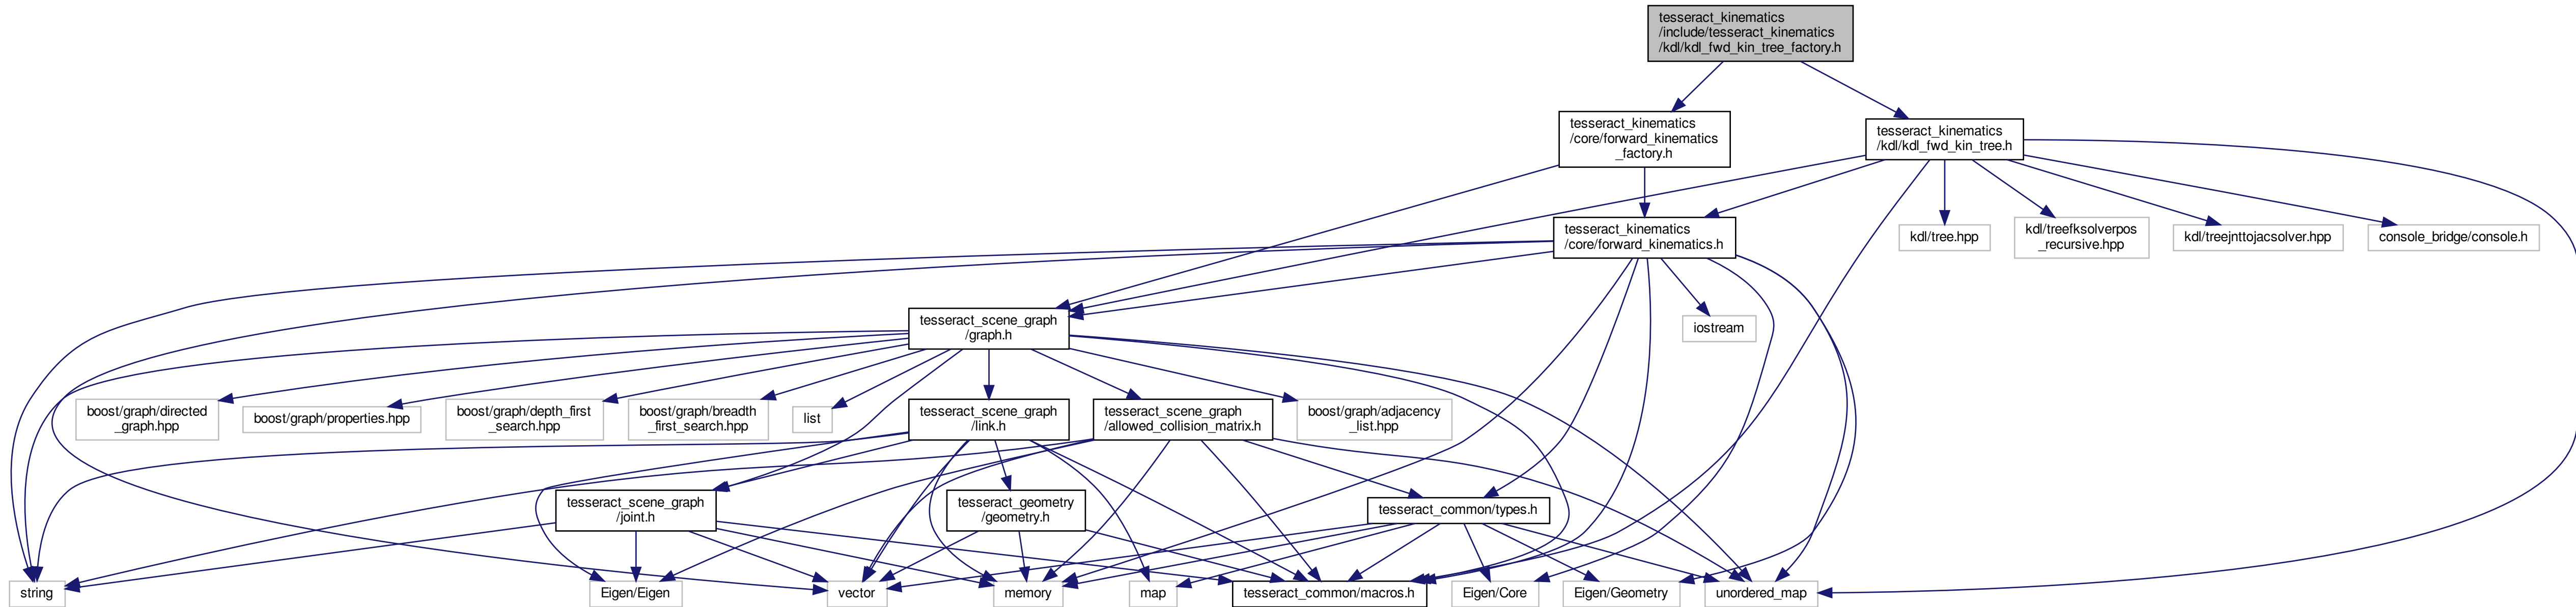 tesseract_kinematics
/include/tesseract_kinematics
/kdl/kdl_fwd_kin_tree_factory.h
tesseract_kinematics
/core/forward_kinematics
_factory.h
tesseract_kinematics
/kdl/kdl_fwd_kin_tree.h
tesseract_kinematics
/core/forward_kinematics.h
kdl/tree.hpp
kdl/treefksolverpos
_recursive.hpp
kdl/treejnttojacsolver.hpp
console_bridge/console.h
tesseract_scene_graph
/graph.h
iostream
boost/graph/directed
_graph.hpp
boost/graph/properties.hpp
boost/graph/depth_first
_search.hpp
boost/graph/breadth
_first_search.hpp
list
tesseract_scene_graph
/link.h
tesseract_scene_graph
/allowed_collision_matrix.h
boost/graph/adjacency
_list.hpp
tesseract_scene_graph
/joint.h
tesseract_geometry
/geometry.h
tesseract_common/types.h
string
Eigen/Eigen
vector
memory
map
tesseract_common/macros.h
Eigen/Core
Eigen/Geometry
unordered_map